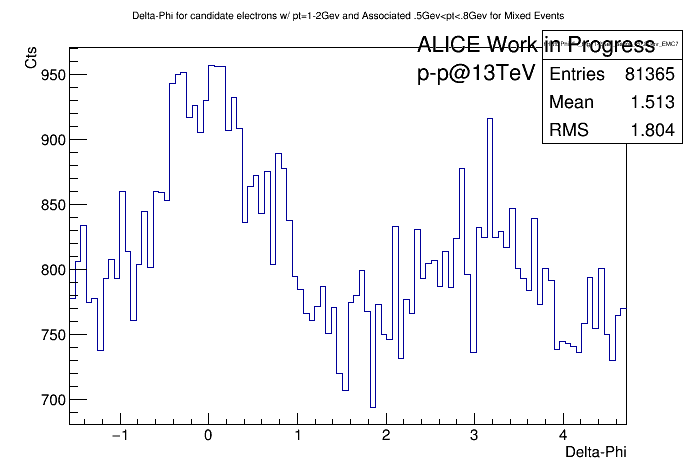 Delta-Phi for candidate electrons w/ pt=1-2Gev and Associated .5Gev<pt<.8Gev for Mixed Events
Cts
ALICE Work in Progress
p-p@13TeV
Entries 81365
Mean 1.513
RMS 1.804
950
900
850
800
750
700
−1 0 1 2 3 4
Delta-Phi